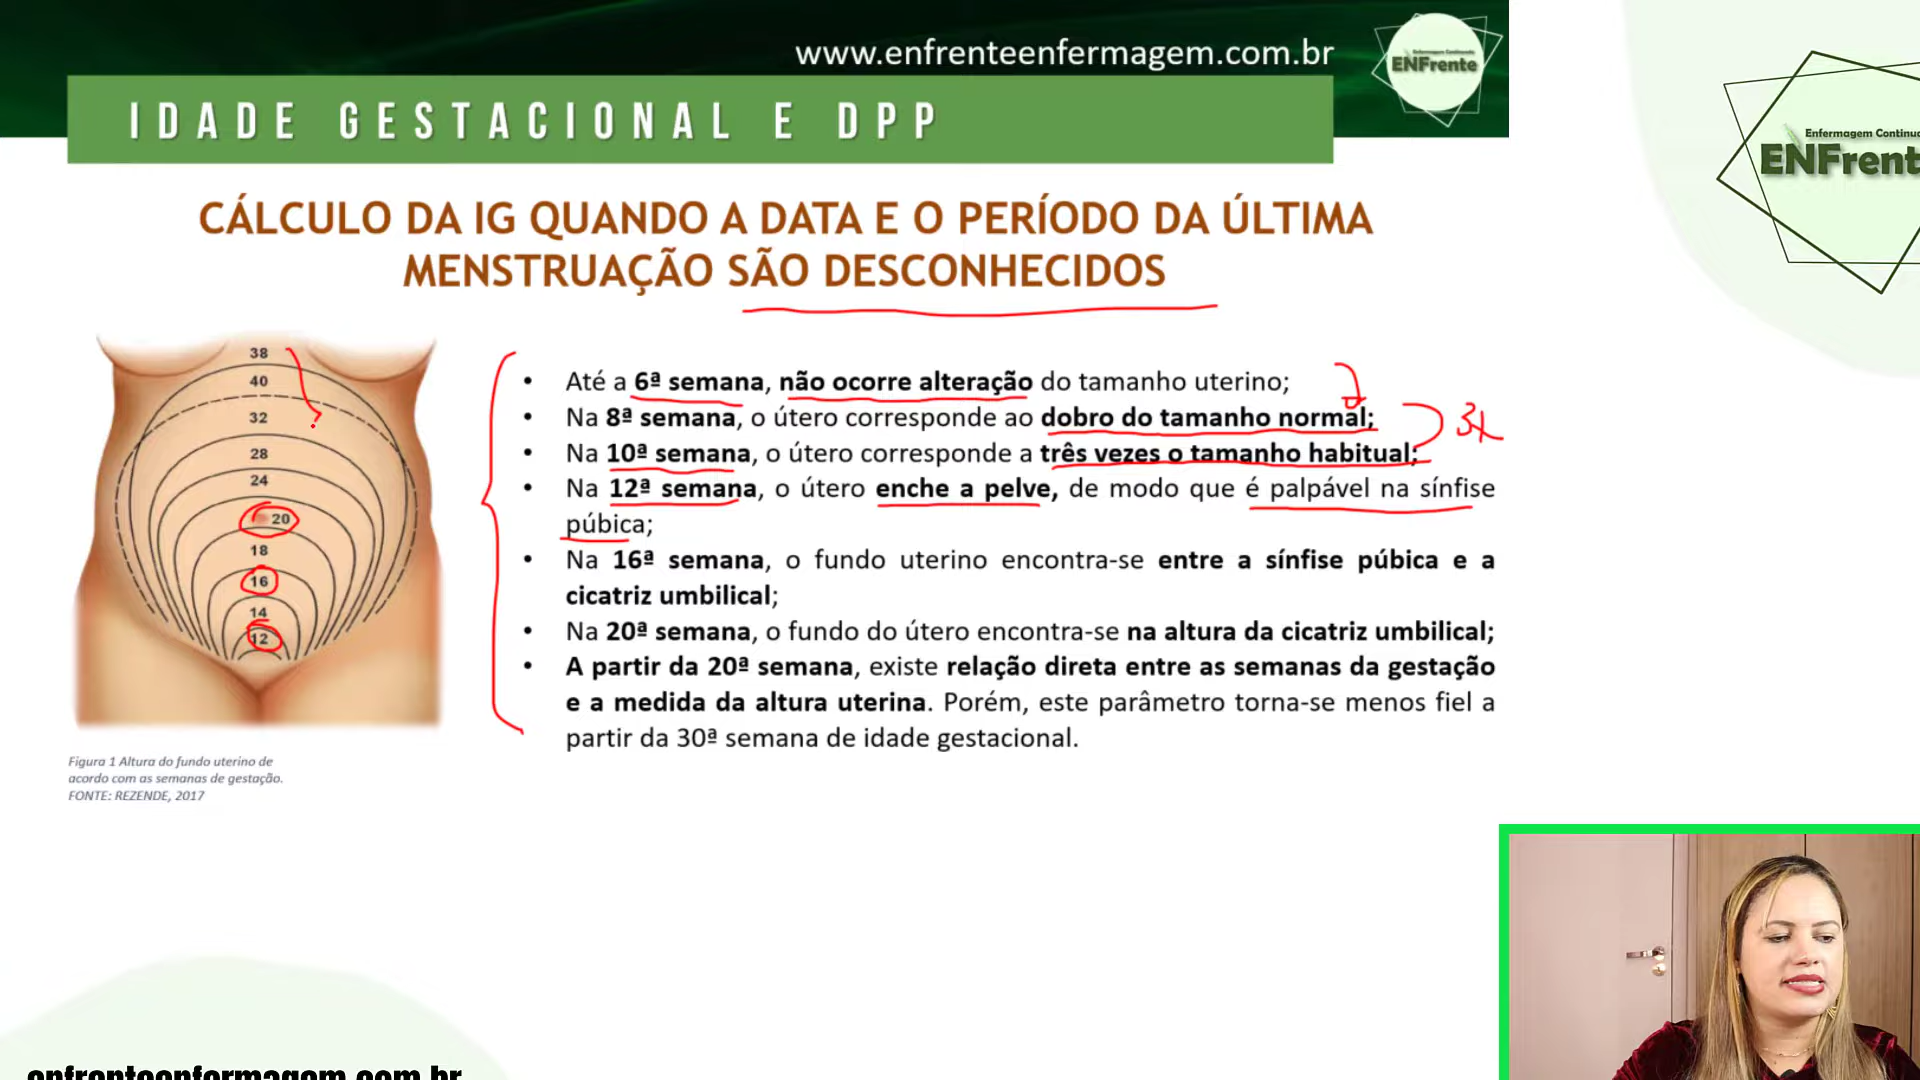 www.enfrenteenfermagem.com.br
Enfermagem Continuada
ENFrente
IDADE GESTACIONAL E DPP
Enfermagem Continu
ENFrent
CÁLCULO DA IG QUANDO A DATA E O PERÍODO DA ÚLTIMA
MENSTRUAÇÃO SÃO DESCONHECIDOS
38
40
32
28
24
20
18
16
14
12
• Até a 6ª semana, não ocorre alteração do tamanho uterino;
• Na 8ª semana, o útero corresponde ao dobro do tamanho normal;
• Na 10ª semana, o útero corresponde a três vezes o tamanho habitual;
3x
• Na 12ª semana, o útero enche a pelve, de modo que é palpável na sínfise
púbica;
• Na 16ª semana, o fundo uterino encontra-se entre a sínfise púbica e a
cicatriz umbilical;
• Na 20ª semana, o fundo do útero encontra-se na altura da cicatriz umbilical;
• A partir da 20ª semana, existe relação direta entre as semanas da gestação
e a medida da altura uterina. Porém, este parâmetro torna-se menos fiel a
partir da 30ª semana de idade gestacional.
Figura 1 Altura do fundo uterino de
acordo com as semanas de gestação.
FONTE: REZENDE, 2017
enfrenteenfermagem.com.br